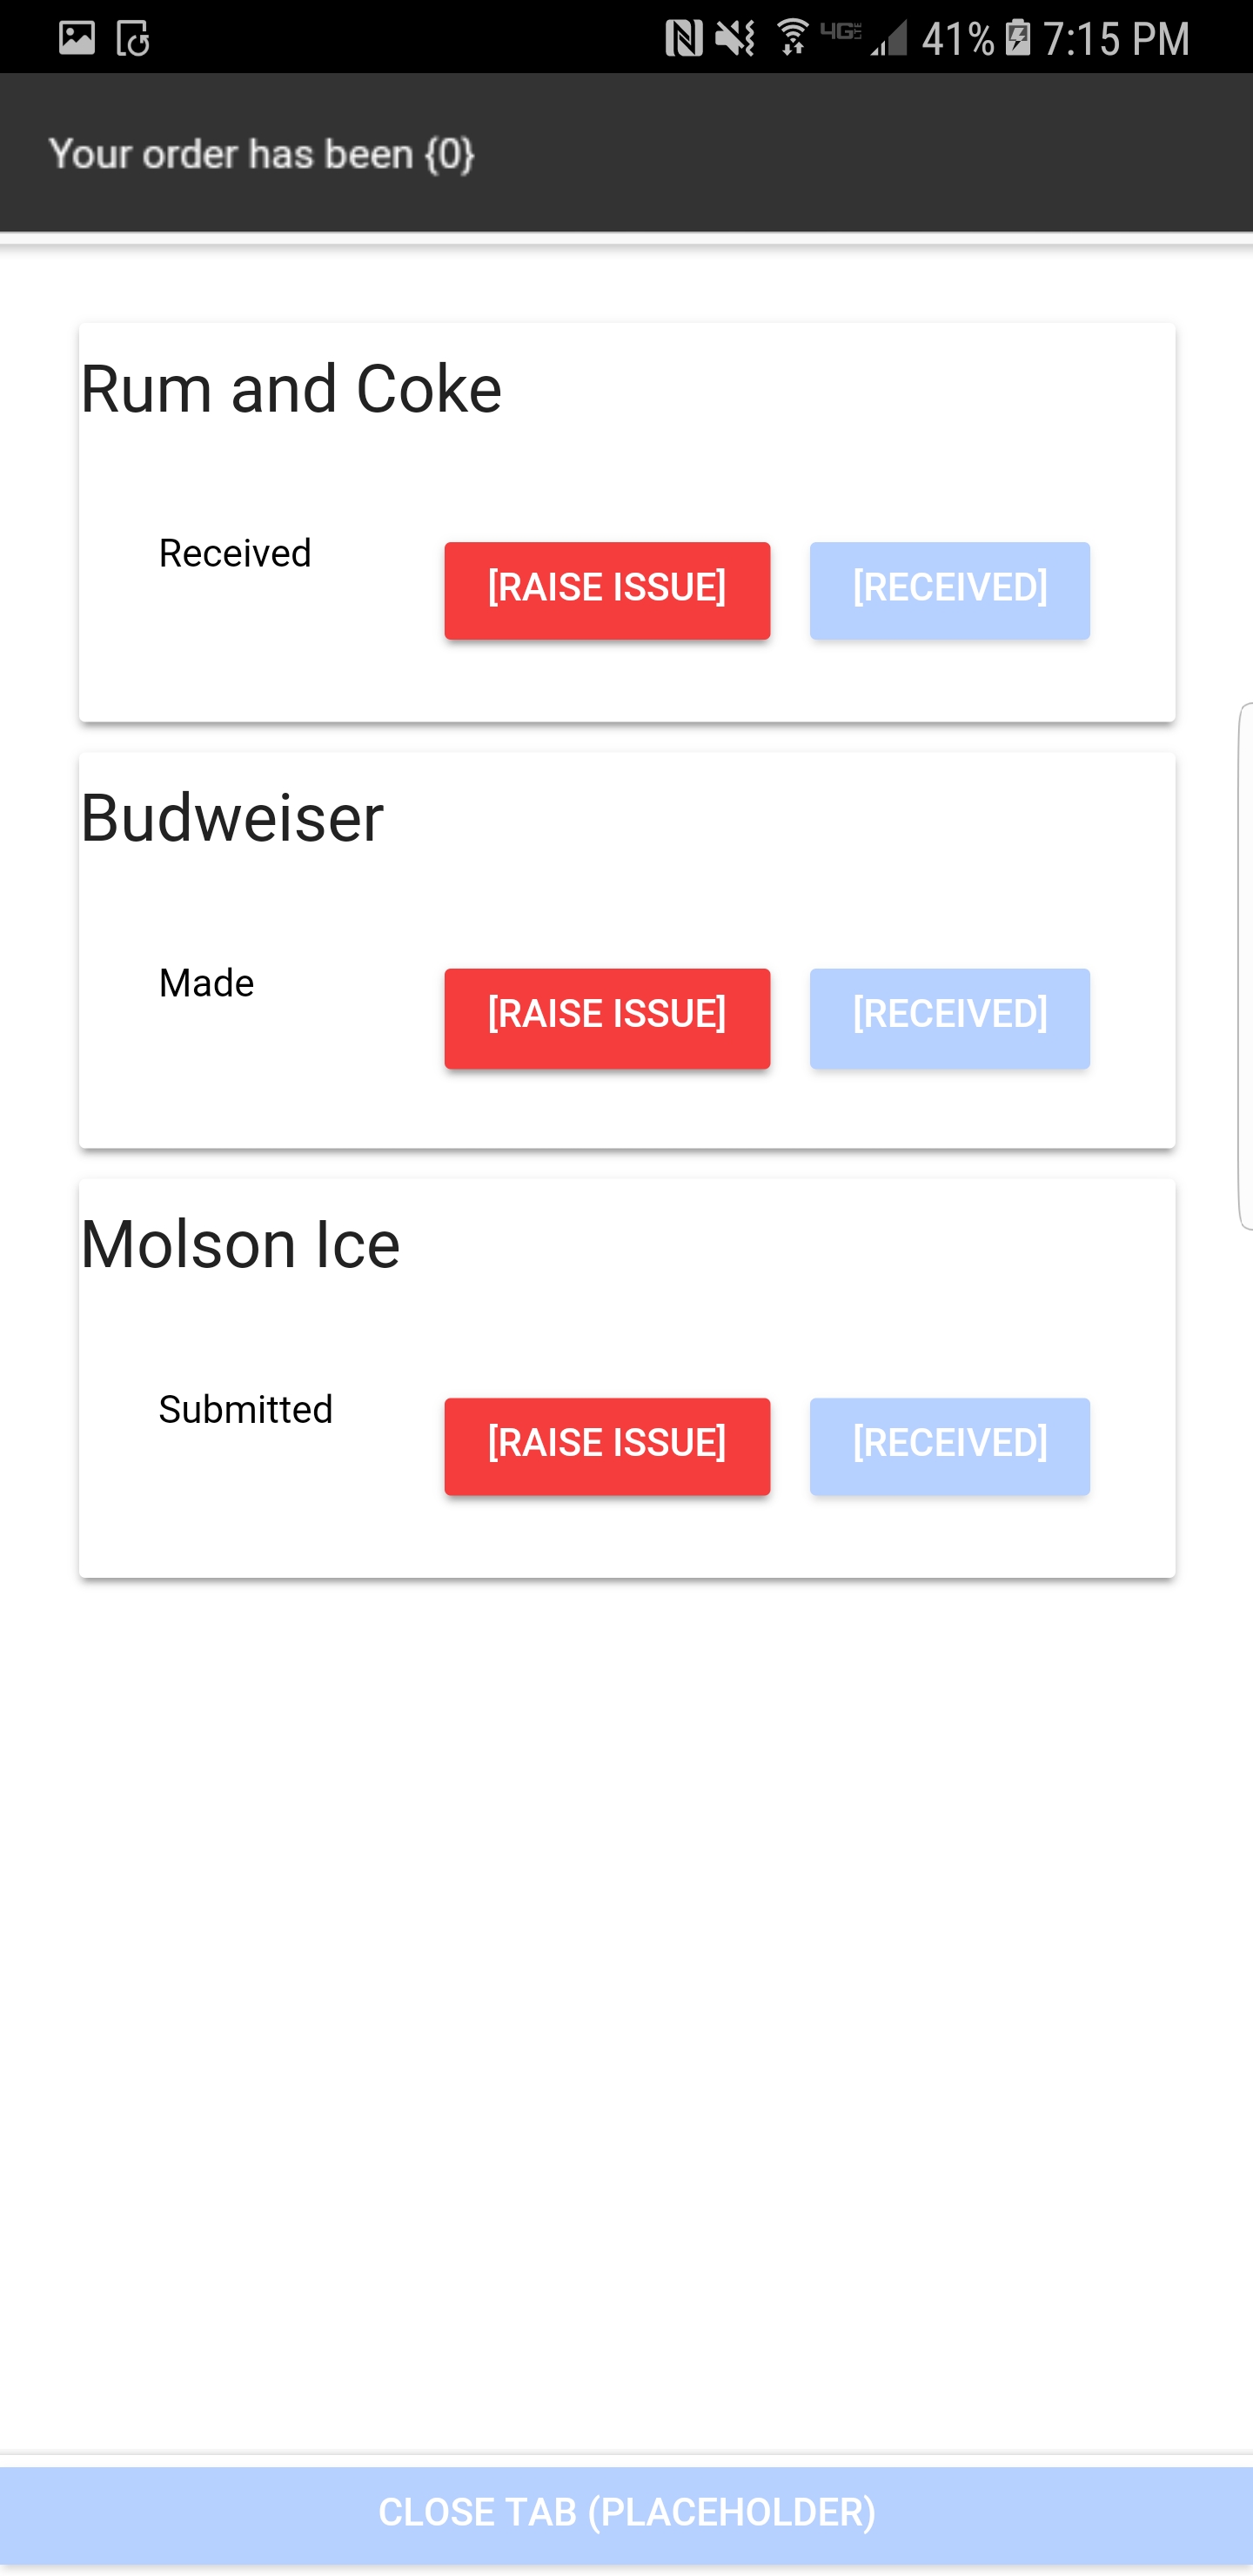 4G LTE 41% 7:15 PM
Your order has been {0}
Rum and Coke
Received [RAISE ISSUE] [RECEIVED]
Budweiser
Made [RAISE ISSUE] [RECEIVED]
Molson Ice
Submitted [RAISE ISSUE] [RECEIVED]
CLOSE TAB (PLACEHOLDER)